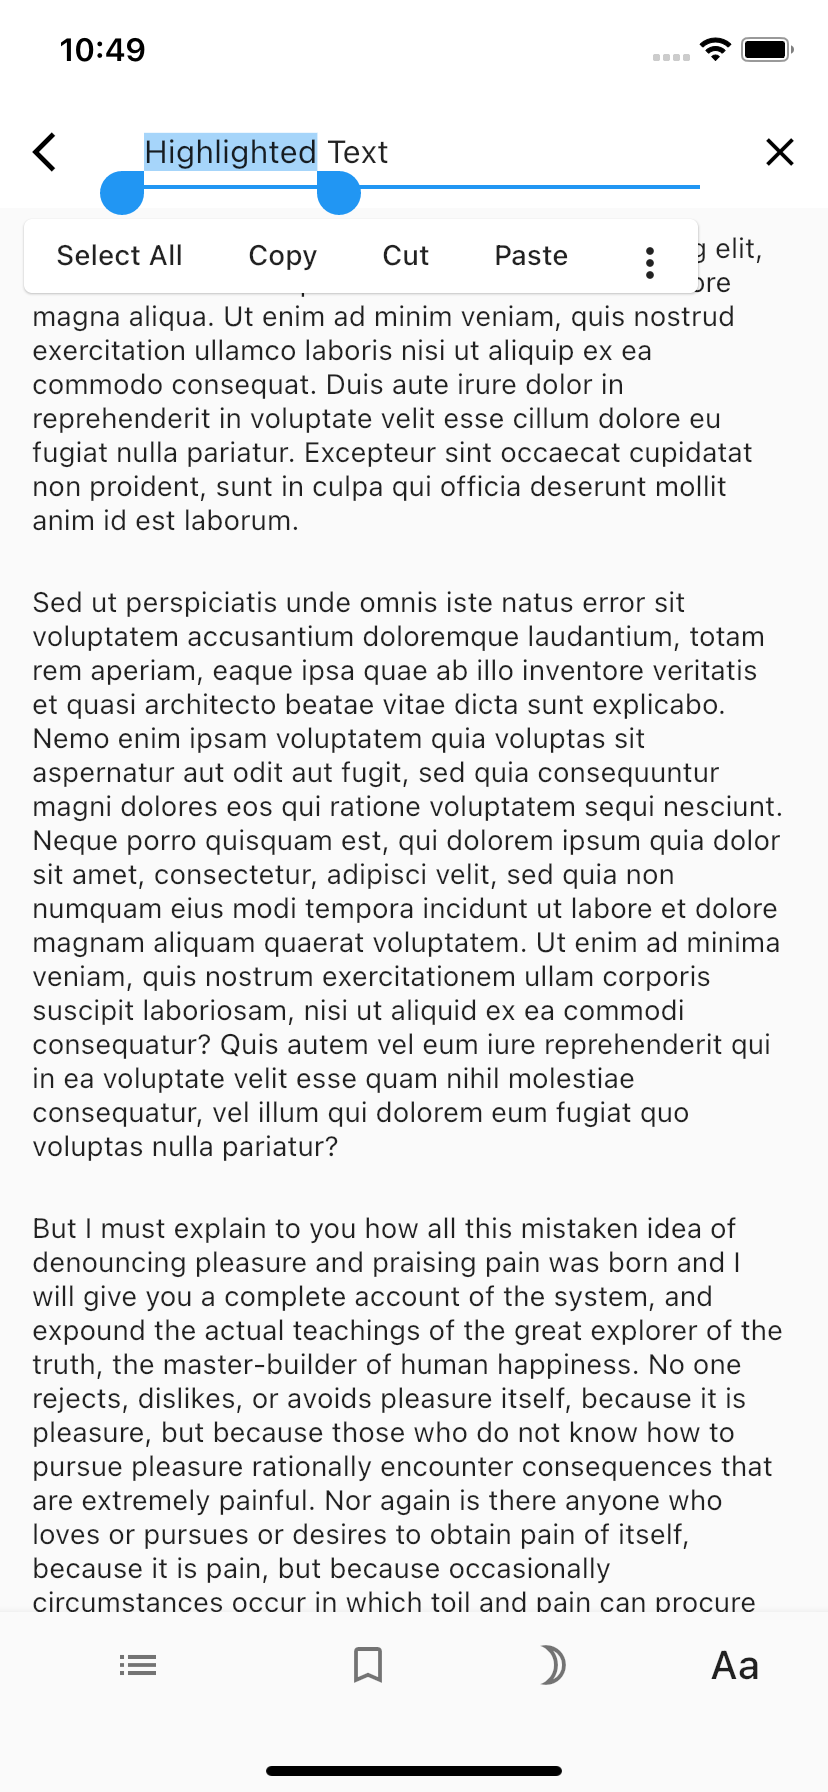 10:49
Highlighted Text
Select All Copy Cut Paste
elit,
magna aliqua. Ut enim ad minim veniam, quis nostrud
exercitation ullamco laboris nisi ut aliquip ex ea
commodo consequat. Duis aute irure dolor in
reprehenderit in voluptate velit esse cillum dolore eu
fugiat nulla pariatur. Excepteur sint occaecat cupidatat
non proident, sunt in culpa qui officia deserunt mollit
anim id est laborum.
Sed ut perspiciatis unde omnis iste natus error sit
voluptatem accusantium doloremque laudantium, totam
rem aperiam, eaque ipsa quae ab illo inventore veritatis
et quasi architecto beatae vitae dicta sunt explicabo.
Nemo enim ipsam voluptatem quia voluptas sit
aspernatur aut odit aut fugit, sed quia consequuntur
magni dolores eos qui ratione voluptatem sequi nesciunt.
Neque porro quisquam est, qui dolorem ipsum quia dolor
sit amet, consectetur, adipisci velit, sed quia non
numquam eius modi tempora incidunt ut labore et dolore
magnam aliquam quaerat voluptatem. Ut enim ad minima
veniam, quis nostrum exercitationem ullam corporis
suscipit laboriosam, nisi ut aliquid ex ea commodi
consequatur? Quis autem vel eum iure reprehenderit qui
in ea voluptate velit esse quam nihil molestiae
consequatur, vel illum qui dolorem eum fugiat quo
voluptas nulla pariatur?
But I must explain to you how all this mistaken idea of
denouncing pleasure and praising pain was born and I
will give you a complete account of the system, and
expound the actual teachings of the great explorer of the
truth, the master-builder of human happiness. No one
rejects, dislikes, or avoids pleasure itself, because it is
pleasure, but because those who do not know how to
pursue pleasure rationally encounter consequences that
are extremely painful. Nor again is there anyone who
loves or pursues or desires to obtain pain of itself,
because it is pain, but because occasionally
circumstances occur in which toil and pain can procure
Aa